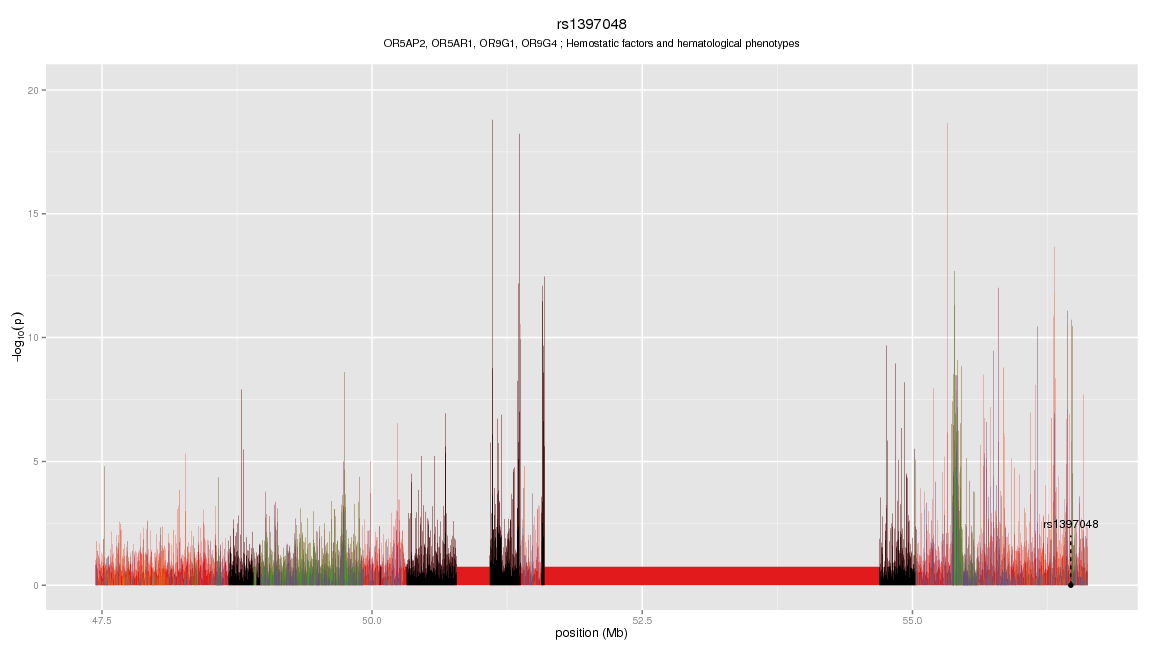 rs1397048
OR5AP2, OR5AR1, OR9G1, OR9G4 ; Hemostatic factors and hematological phenotypes
20
15
10
5
0
-log10(p)
rs1397048
47.5 50.0 52.5 55.0
position (Mb)